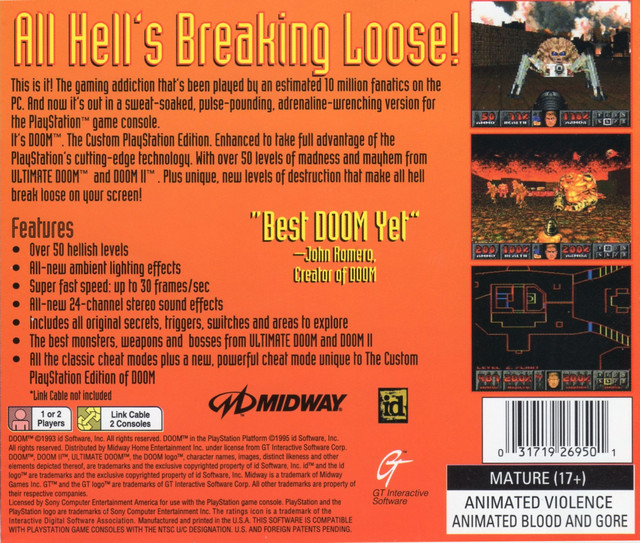 All Hell's Breaking Loose!
This is it! The gaming addiction that's been played by an estimated 10 million fanatics on the
PC. And now it's out in a sweat-soaked, pulse-pounding, adrenaline-wrenching version for
the PlayStation™ game console.
It's DOOM™. The Custom PlayStation Edition. Enhanced to take full advantage of the
PlayStation's cutting-edge technology. With over 50 levels of madness and mayhem from
ULTIMATE DOOM™ and DOOM II™. Plus unique, new levels of destruction that make all hell
break loose on your screen!
Features
• Over 50 hellish levels
• All-new ambient lighting effects
• Super fast speed: up to 30 frames/sec
• All-new 24-channel stereo sound effects
• Includes all original secrets, triggers, switches and areas to explore
• The best monsters, weapons and bosses from ULTIMATE DOOM and DOOM II
• All the classic cheat modes plus a new, powerful cheat mode unique to The Custom
PlayStation Edition of DOOM
*Link Cable not included
"Best DOOM Yet"
—John Romero,
Creator of DOOM
1 or 2
Players
Link Cable
2 Consoles
MIDWAY
id
GT
GT Interactive
Software
DOOM™ ©1993 id Software, Inc. All rights reserved. DOOM™ in the PlayStation Platform ©1995 id Software, Inc.
All rights reserved. Distributed by Midway Home Entertainment Inc. under license from GT Interactive Software Corp.
DOOM™, DOOM II™, ULTIMATE DOOM™, the DOOM logo™, character names, images, distinct likeness and other
elements depicted thereof, are trademarks and the exclusive copyrighted property of id Software, Inc. id™ and the id
logo™ are trademarks and the exclusive copyrighted property of id Software, Inc. Midway is a trademark of Midway
Games Inc. GT™ and the GT logo™ are trademarks of GT Interactive Software Corp. All other trademarks are property of
their respective companies.
Licensed by Sony Computer Entertainment America for use with the PlayStation game console. PlayStation and the
PlayStation logo are trademarks of Sony Computer Entertainment Inc. The ratings icon is a trademark of the
Interactive Digital Software Association. Manufactured and printed in the U.S.A. THIS SOFTWARE IS COMPATIBLE
WITH PLAYSTATION GAME CONSOLES WITH THE NTSC U/C DESIGNATION. U.S. AND FOREIGN PATENTS PENDING.
0 31719 26950 1
MATURE (17+)
ANIMATED VIOLENCE
ANIMATED BLOOD AND GORE